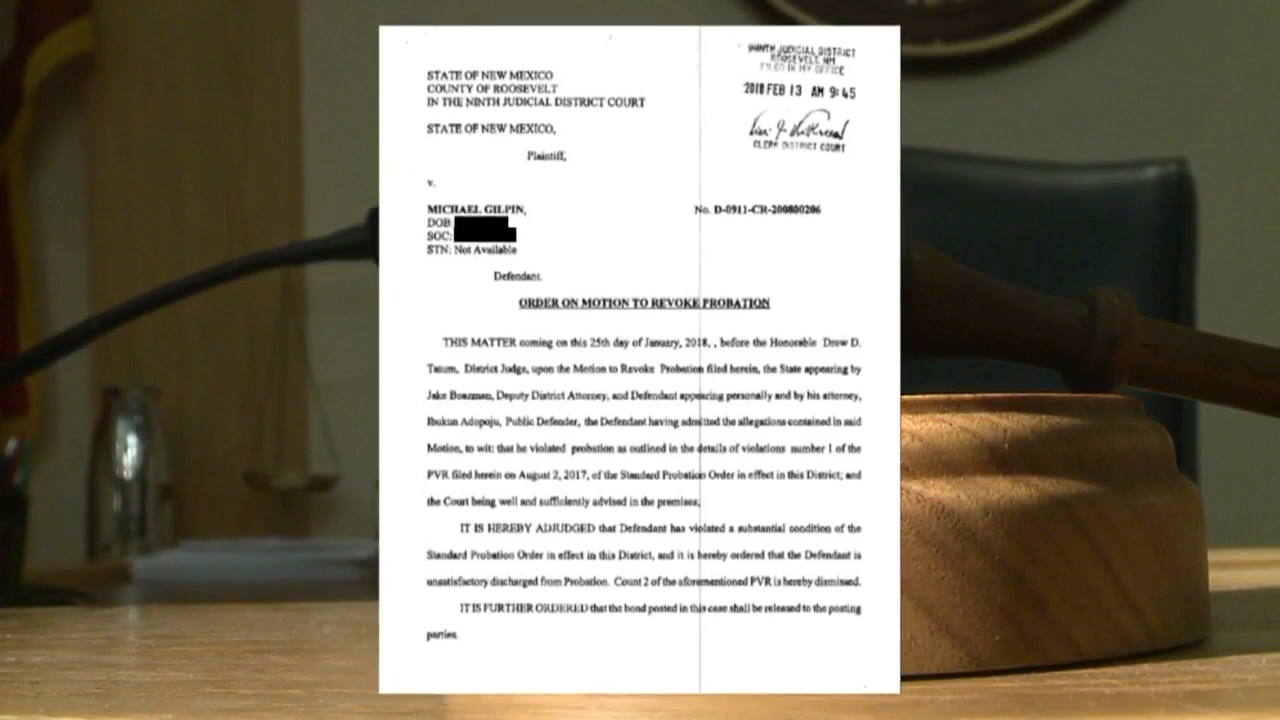 NINTH JUDICIAL DISTRICT
ROOSEVELT, NM
FILED IN MY OFFICE
STATE OF NEW MEXICO
COUNTY OF ROOSEVELT
2018 FEB 13 AM 9:45
IN THE NINTH JUDICIAL DISTRICT COURT
STATE OF NEW MEXICO,
CLERK DISTRICT COURT
Plaintiff,
v.
MICHAEL GILPIN,
No. D-0911-CR-200800206
DOB
SOC:
STN: Not Available
Defendant.
ORDER ON MOTION TO REVOKE PROBATION
THIS MATTER coming on this 25th day of January, 2018, , before the Honorable Drew D.
Tatum, District Judge, upon the Motion to Revoke Probation filed herein, the State appearing by
Jake Boazman, Deputy District Attorney, and Defendant appearing personally and by his attorney,
Ibukun Adopoju, Public Defender, the Defendant having admitted the allegations contained in said
Motion, to wit: that he violated probation as outlined in the details of violations number 1 of the
PVR filed herein on August 2, 2017, of the Standard Probation Order in effect in this District; and
the Court being well and sufficiently advised in the premises;
IT IS HEREBY ADJUDGED that Defendant has violated a substantial condition of the
Standard Probation Order in effect in this District, and it is hereby ordered that the Defendant is
unsatisfactory discharged from Probation. Count 2 of the aforementioned PVR is hereby dismissed.
IT IS FURTHER ORDERED that the bond posted in this case shall be released to the posting
parties.